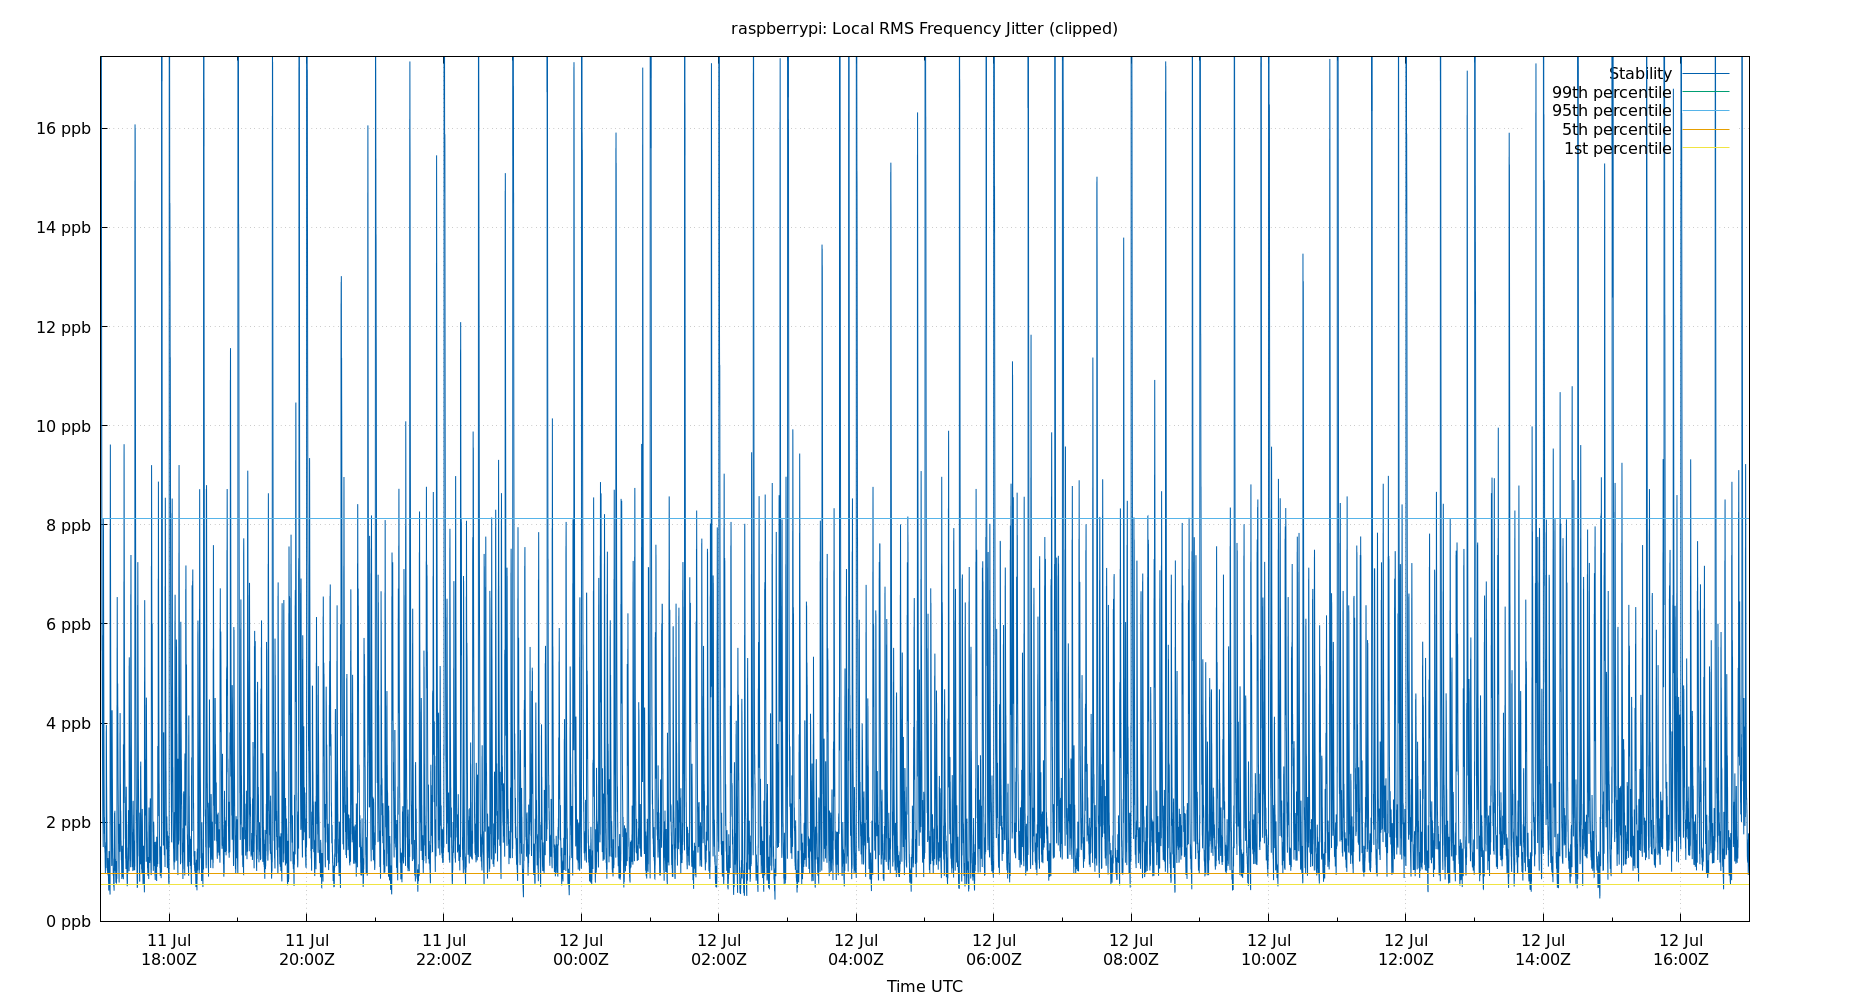 raspberrypi: Local RMS Frequency Jitter (clipped)
Stability
99th percentile
95th percentile
5th percentile
1st percentile
16 ppb
14 ppb
12 ppb
10 ppb
8 ppb
6 ppb
4 ppb
2 ppb
0 ppb
11 Jul 11 Jul 11 Jul 12 Jul 12 Jul 12 Jul 12 Jul 12 Jul 12 Jul 12 Jul 12 Jul 12 Jul
18:00Z 20:00Z 22:00Z 00:00Z 02:00Z 04:00Z 06:00Z 08:00Z 10:00Z 12:00Z 14:00Z 16:00Z
Time UTC